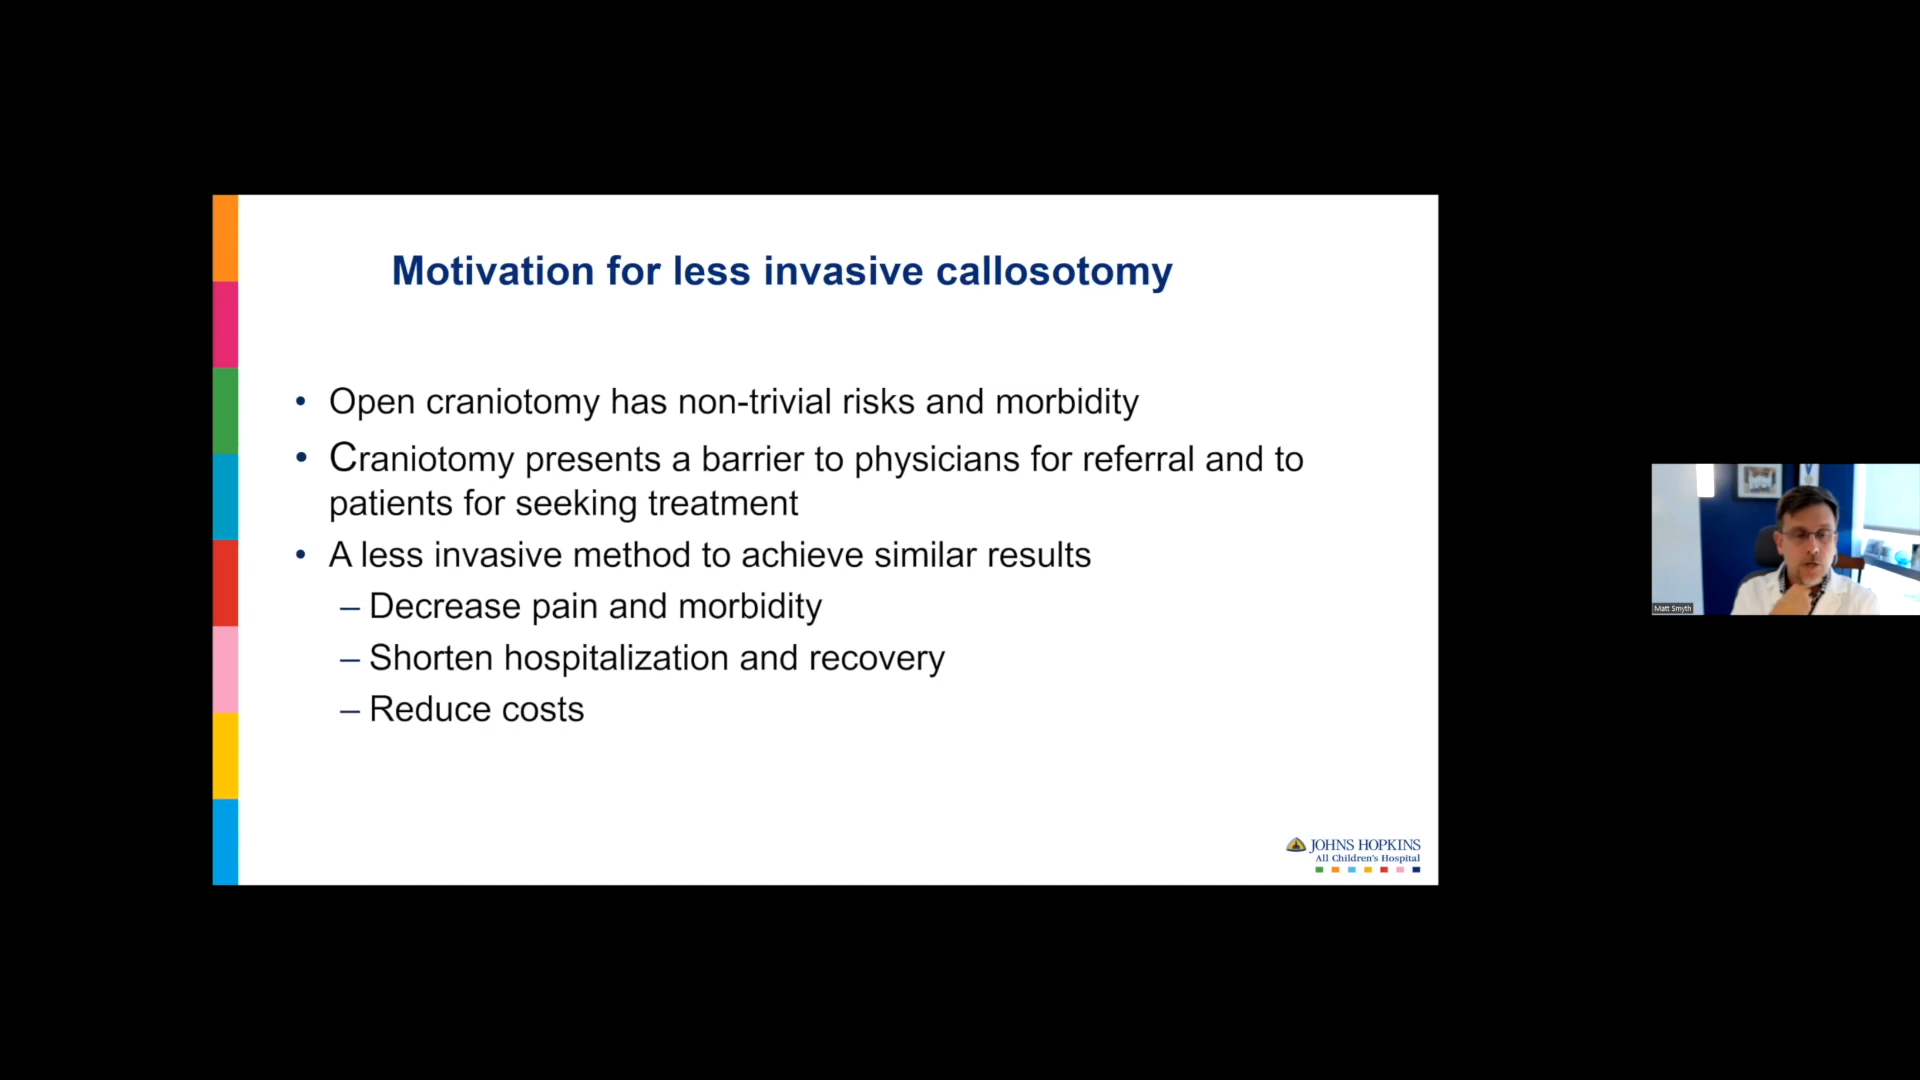 Motivation for less invasive callosotomy
• Open craniotomy has non-trivial risks and morbidity
• Craniotomy presents a barrier to physicians for referral and to
patients for seeking treatment
• A less invasive method to achieve similar results
– Decrease pain and morbidity
– Shorten hospitalization and recovery
– Reduce costs
JOHNS HOPKINS
All Children's Hospital
Matt Smyth